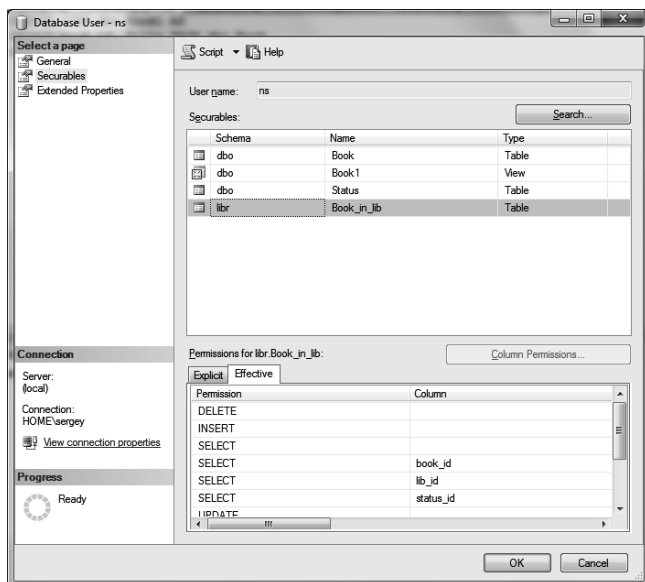 Database User - ns
Select a page
General
Securables
Extended Properties
Script Help
User name: ns
Securables:
Search...
Schema Name Type
dbo Book Table
dbo Book1 View
dbo Status Table
libr Book_in_lib Table
Connection
Server:
(local)
Connection:
HOME\sergey
View connection properties
Progress
Ready
Permissions for libr.Book_in_lib:
Column Permissions...
Explicit Effective
Permission Column
DELETE
INSERT
SELECT
SELECT book_id
SELECT lib_id
SELECT status_id
UPDATE
OK Cancel